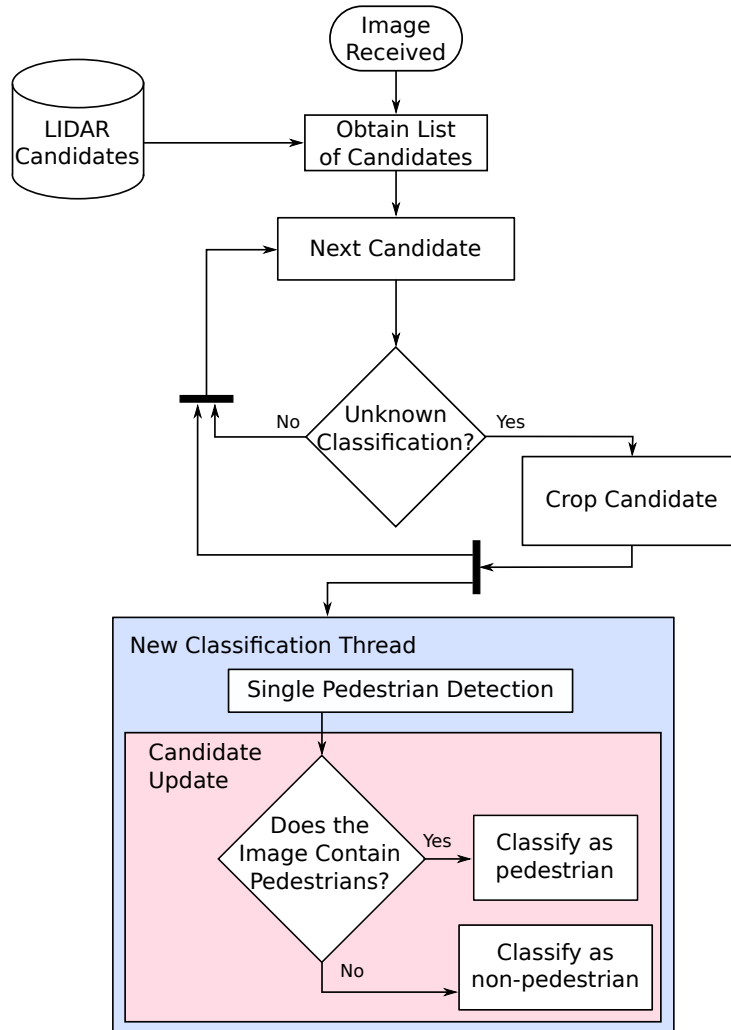 Image
Received
LIDAR
Candidates
Obtain List
of Candidates
Next Candidate
Unknown
Classification?
No
Yes
Crop Candidate
New Classification Thread
Single Pedestrian Detection
Candidate
Update
Does the
Image Contain
Pedestrians?
Yes
Classify as
pedestrian
No
Classify as
non-pedestrian